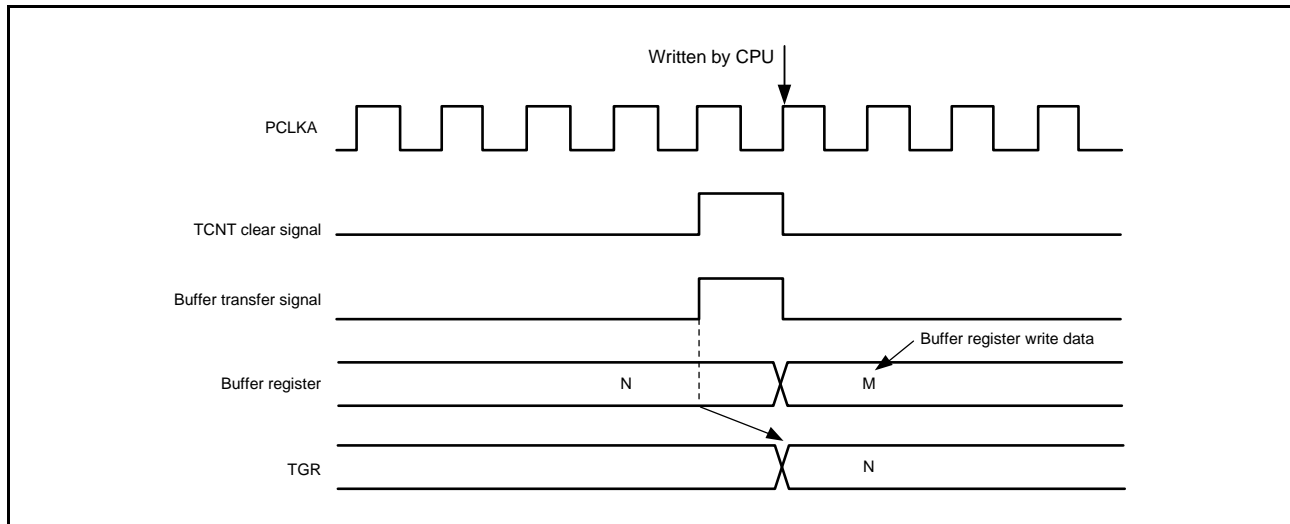 Written by CPU
PCLKA
TCNT clear signal
Buffer transfer signal
Buffer register write data
Buffer register
N
M
TGR
N